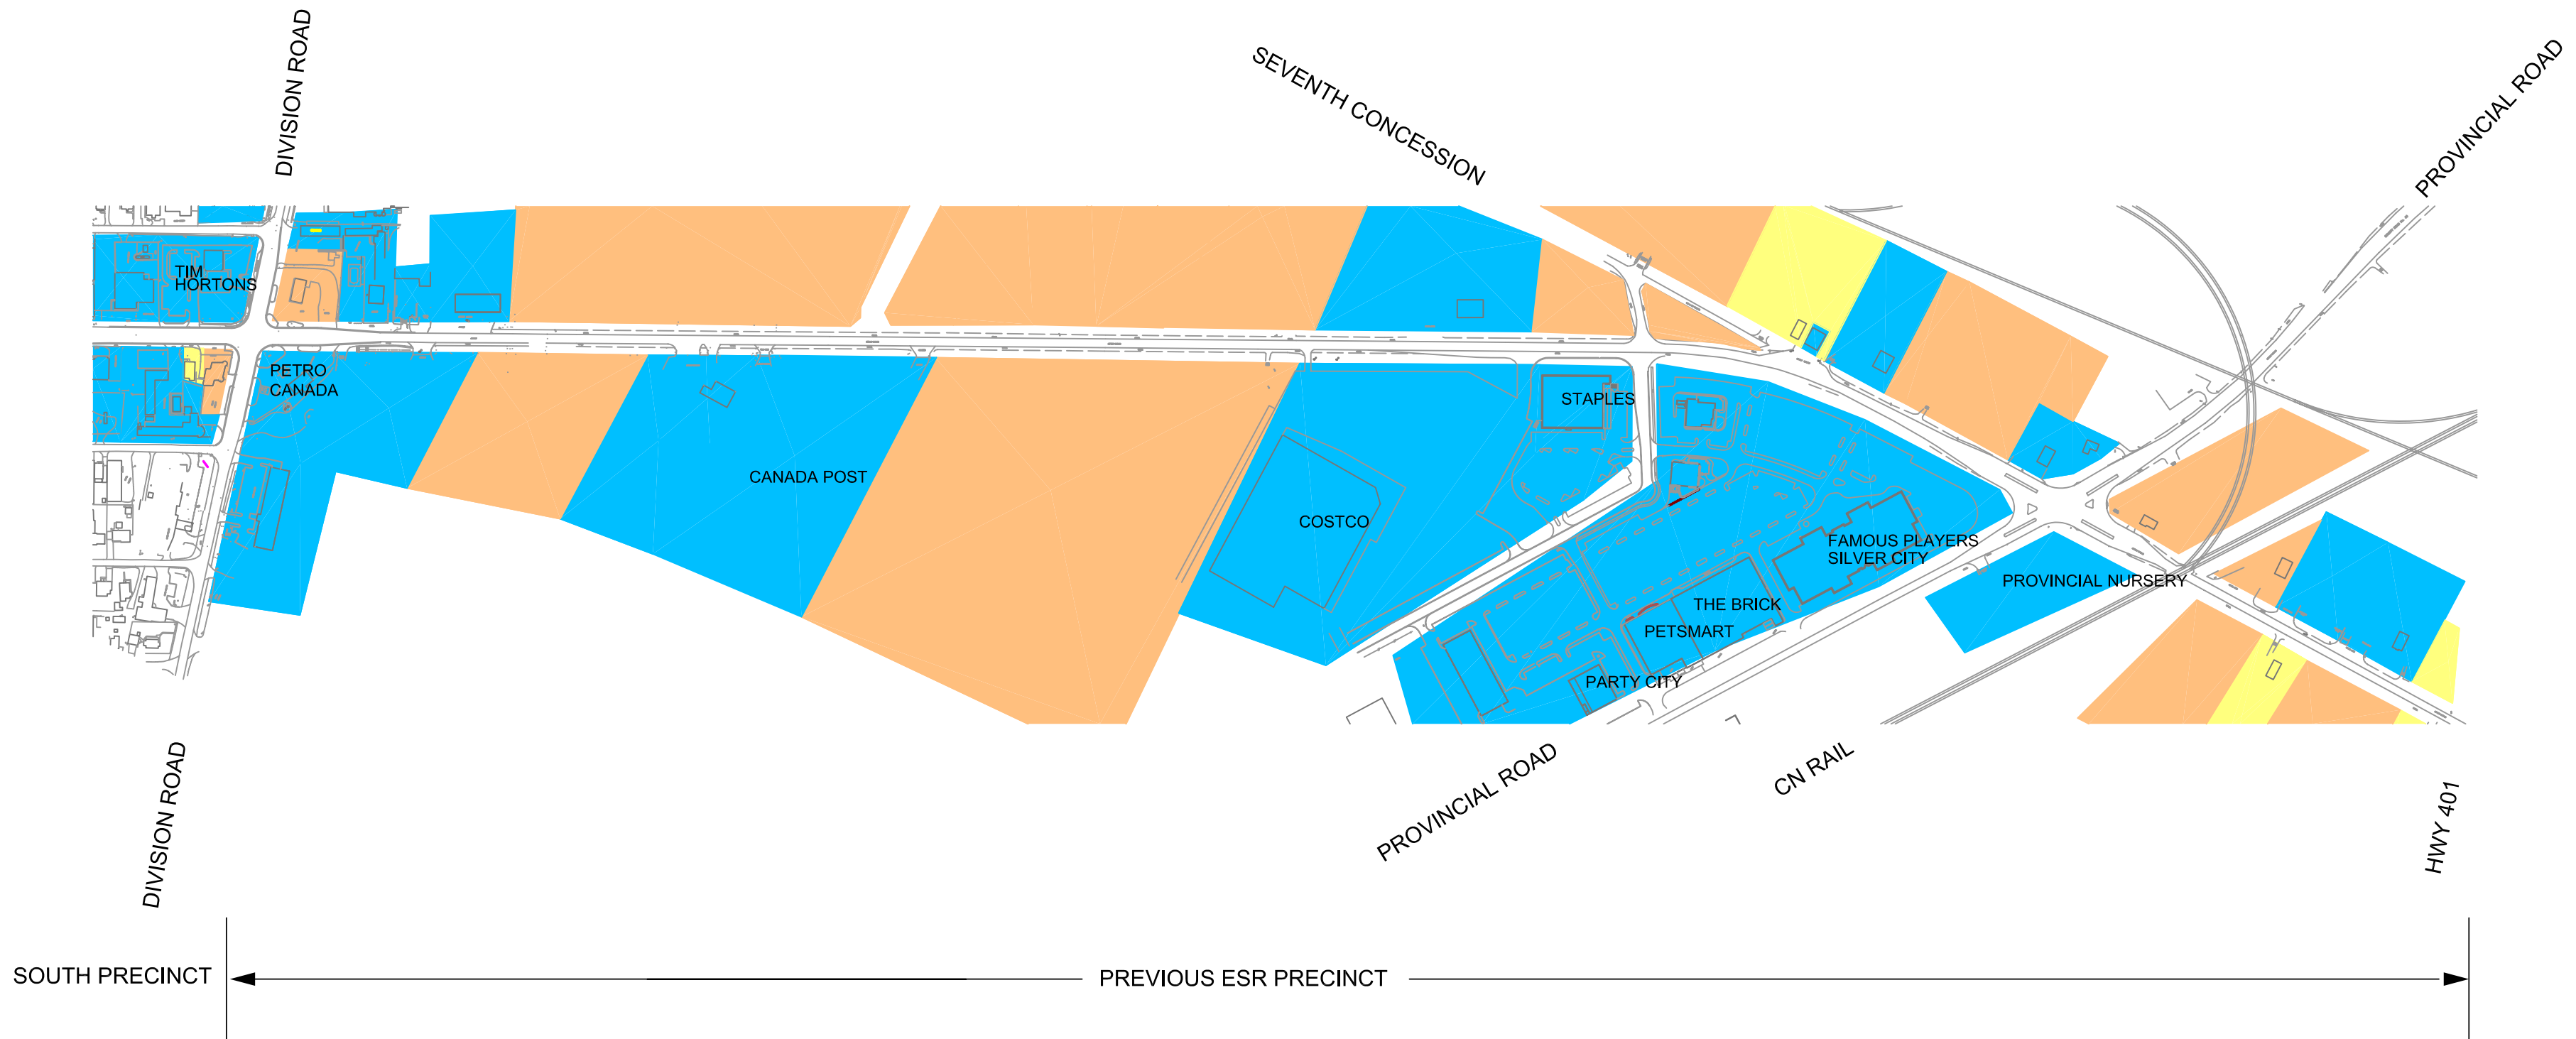 DIVISION ROAD
SEVENTH CONCESSION
PROVINCIAL ROAD
TIM
HORTONS
PETRO
CANADA
STAPLES
CANADA POST
COSTCO
FAMOUS PLAYERS
SILVER CITY
PROVINCIAL NURSERY
THE BRICK
PETSMART
PARTY CITY
DIVISION ROAD
PROVINCIAL ROAD
CN RAIL
HWY 401
SOUTH PRECINCT
PREVIOUS ESR PRECINCT